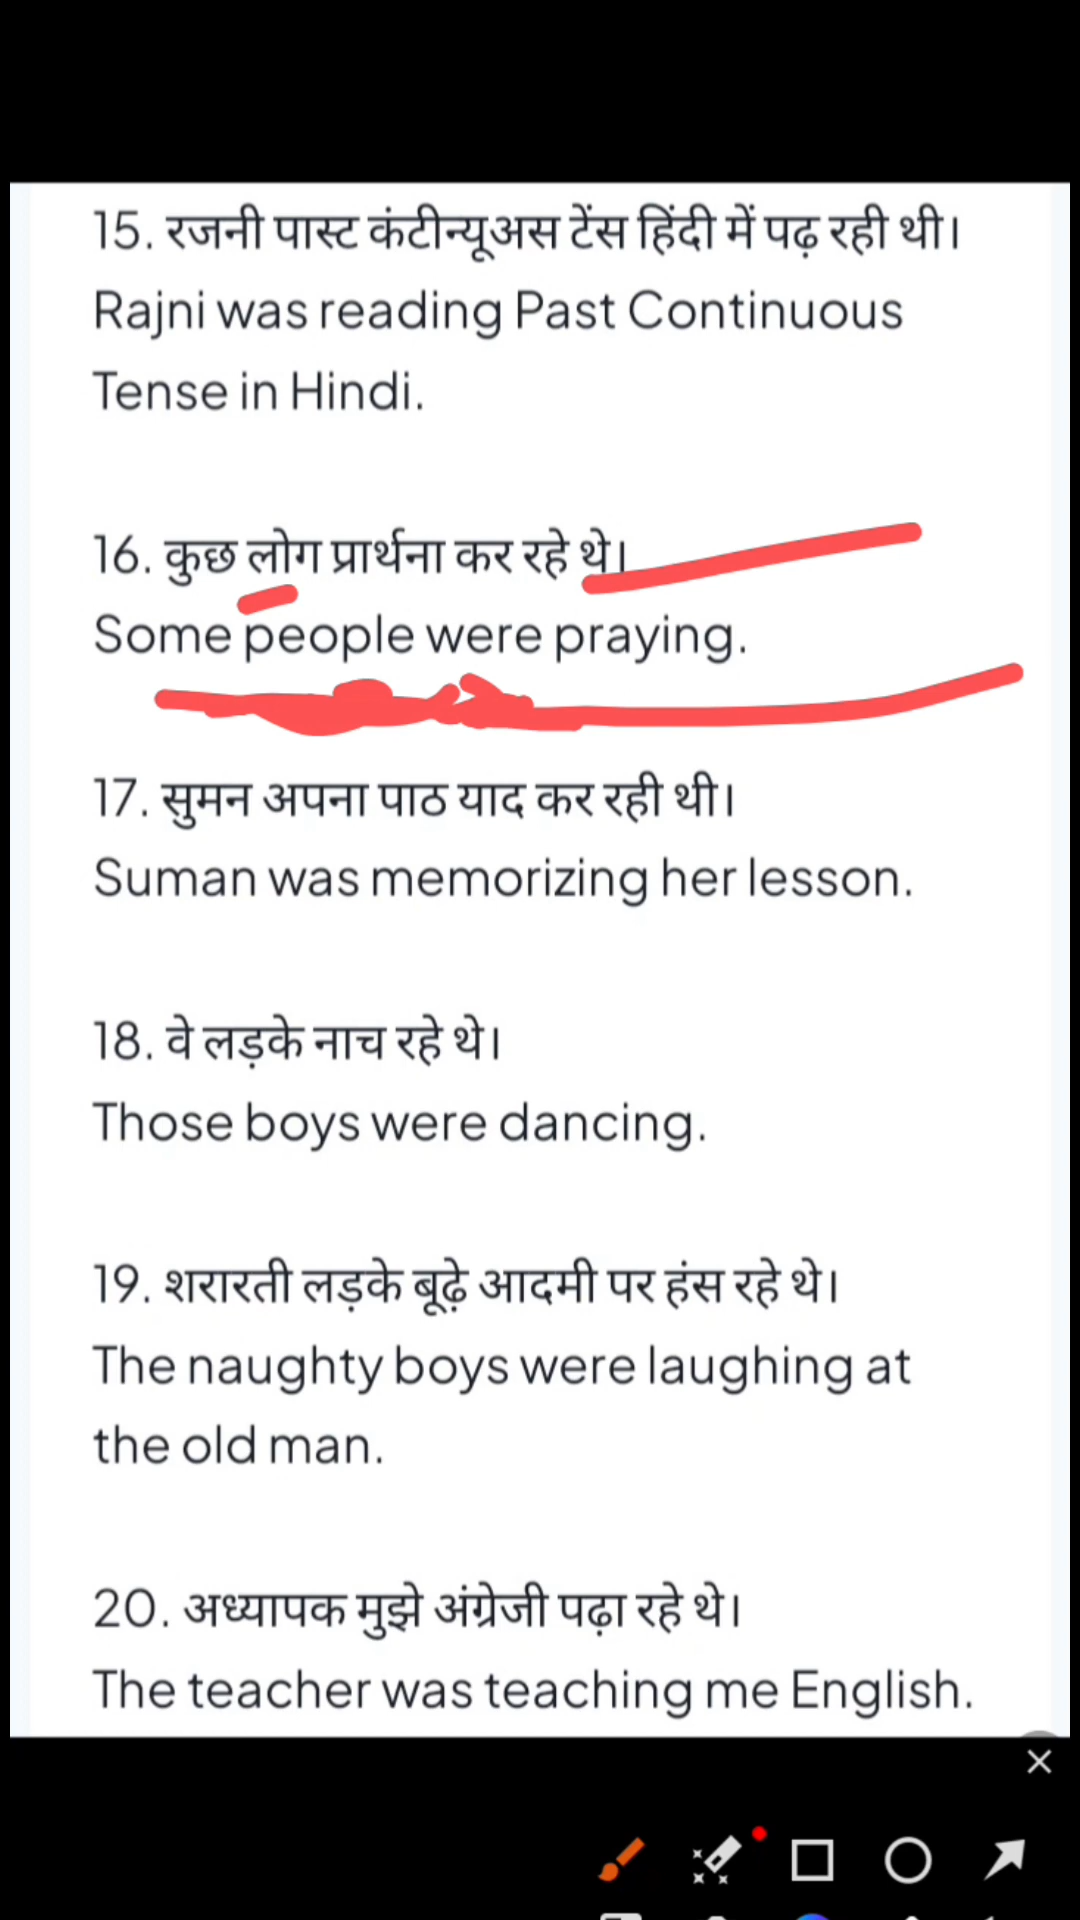 15. रजनी पास्ट कंटीन्यूअस टेंस हिंदी में पढ़ रही थी।
Rajni was reading Past Continuous
Tense in Hindi.
16. कुछ लोग प्रार्थना कर रहे थे।
Some people were praying.
17. सुमन अपना पाठ याद कर रही थी।
Suman was memorizing her lesson.
18. वे लड़के नाच रहे थे।
Those boys were dancing.
19. शरारती लड़के बूढ़े आदमी पर हंस रहे थे।
The naughty boys were laughing at
the old man.
20. अध्यापक मुझे अंग्रेजी पढ़ा रहे थे।
The teacher was teaching me English.